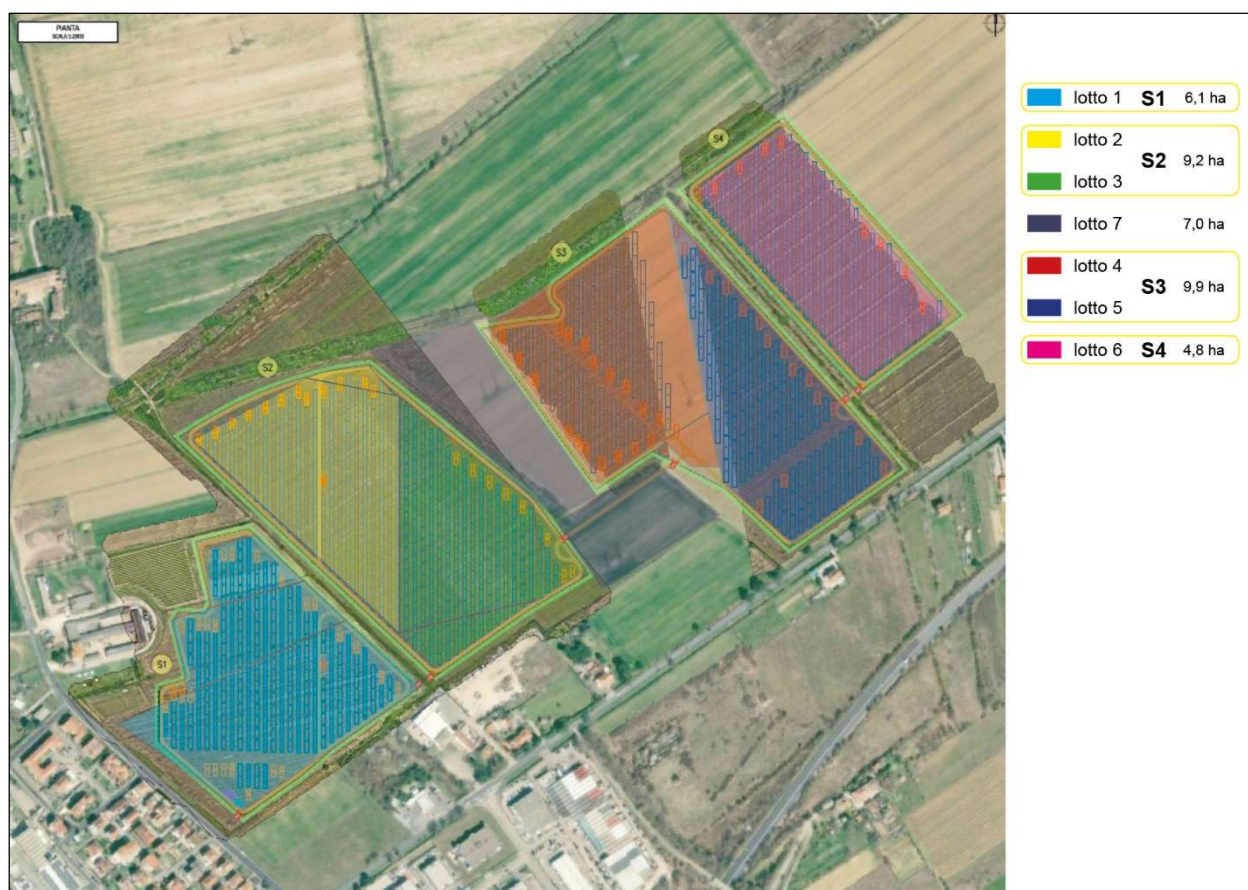 PIANTA
S4
S3
S2
S1
lotto 1 S1 6,1 ha
lotto 2
S2 9,2 ha
lotto 3
lotto 7 7,0 ha
lotto 4
S3 9,9 ha
lotto 5
lotto 6 S4 4,8 ha